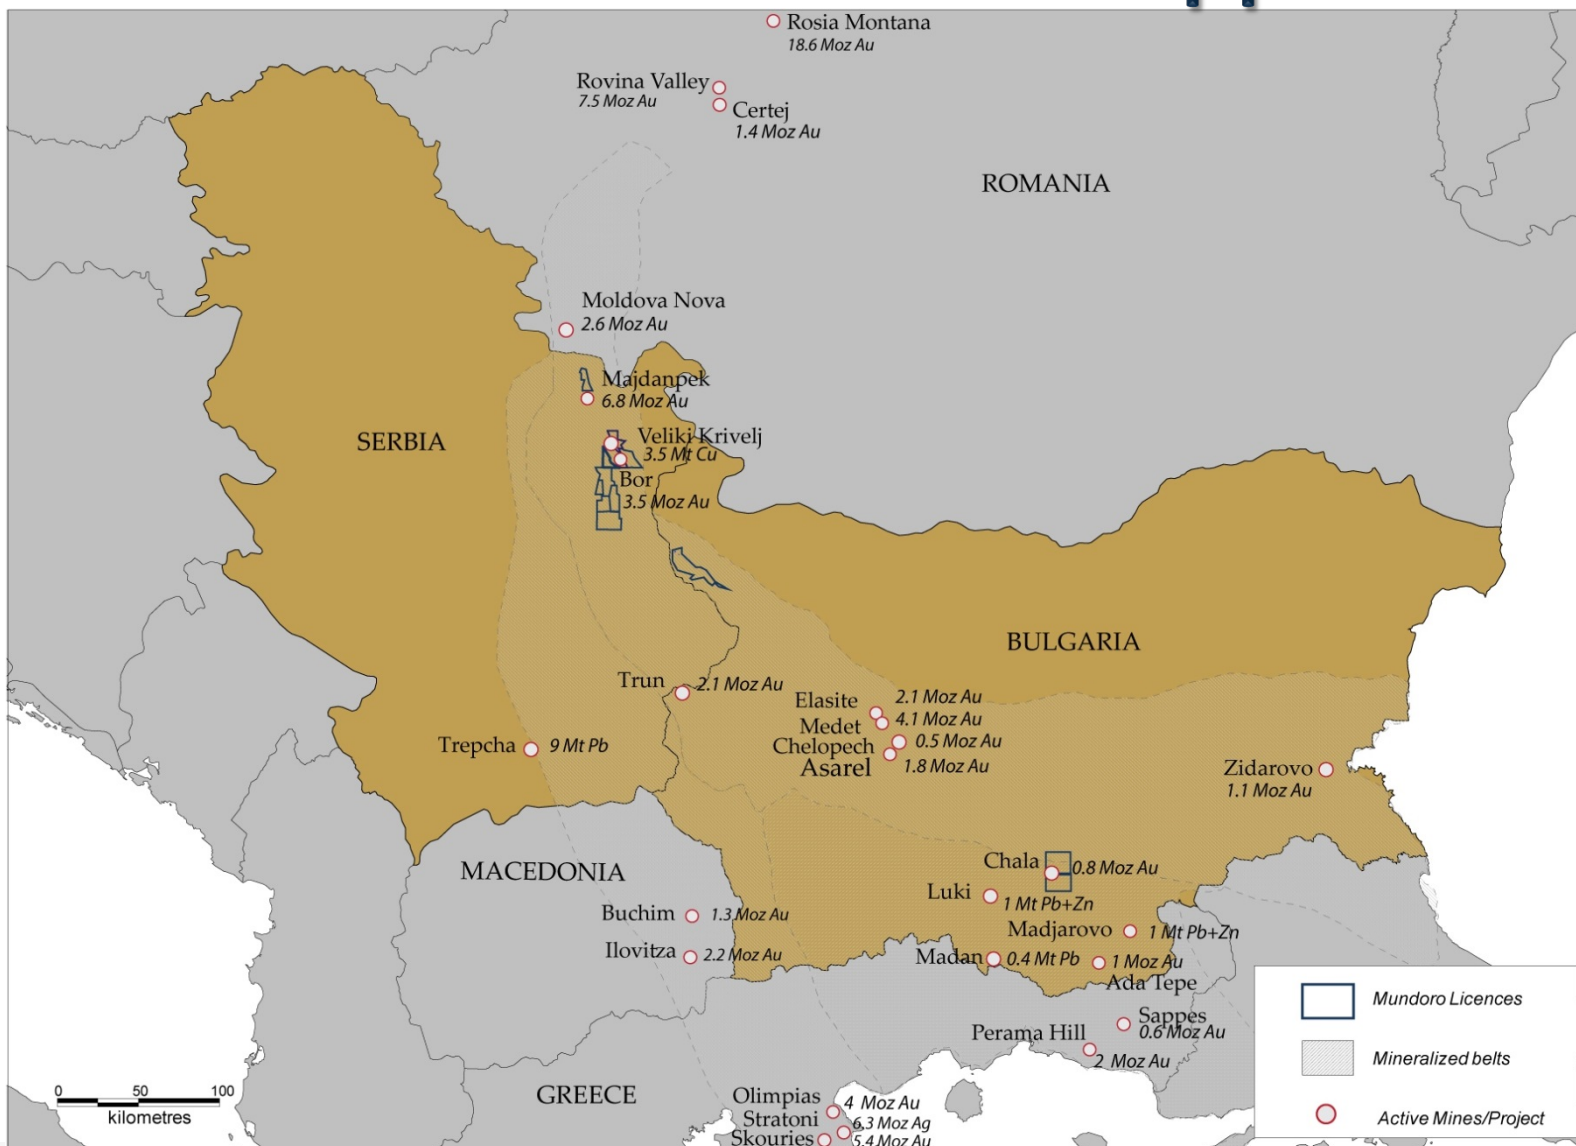 Rosia Montana
18.6 Moz Au
Rovina Valley
7.5 Moz Au
Certej
1.4 Moz Au
ROMANIA
Moldova Nova
2.6 Moz Au
Majdanpek
6.8 Moz Au
SERBIA
Veliki Krivelj
3.5 Mt Cu
Bor
3.5 Moz Au
BULGARIA
Trun
2.1 Moz Au
Elasite
2.1 Moz Au
Medet
4.1 Moz Au
Chelopech
0.5 Moz Au
Asarel
1.8 Moz Au
Trepcha
9 Mt Pb
Zidarovo
1.1 Moz Au
MACEDONIA
Chala
0.8 Moz Au
Luki
1 Mt Pb+Zn
Buchim
1.3 Moz Au
Madjarovo
1 Mt Pb+Zn
Ilovitza
2.2 Moz Au
Madan
0.4 Mt Pb
1 Moz Au
Ada Tepe
Sappes
0.6 Moz Au
Perama Hill
2 Moz Au
GREECE
Olimpias
4 Moz Au
Stratoni
6.3 Moz Ag
Skouries
5.4 Moz Au
0 50 100
kilometres
Mundoro Licences
Mineralized belts
Active Mines/Project